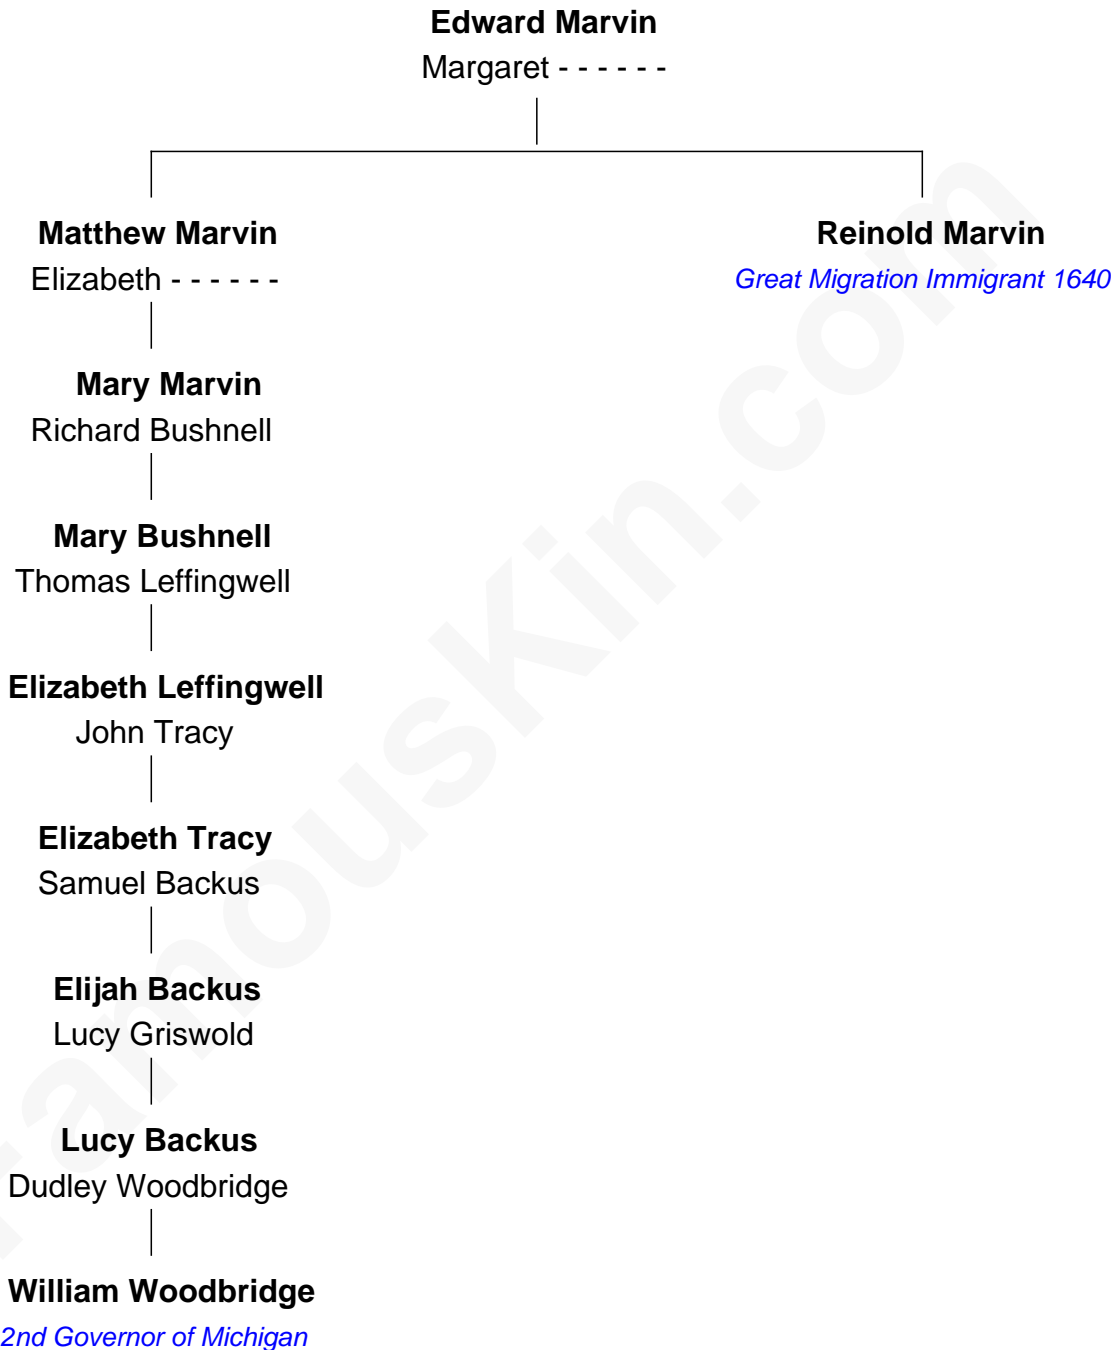 Edward Marvin
Margaret - - - - - -
Matthew Marvin
Elizabeth - - - - - -
Reinold Marvin
Great Migration Immigrant 1640
Mary Marvin
Richard Bushnell
Mary Bushnell
Thomas Leffingwell
Elizabeth Leffingwell
John Tracy
Elizabeth Tracy
Samuel Backus
Elijah Backus
Lucy Griswold
Lucy Backus
Dudley Woodbridge
William Woodbridge
2nd Governor of Michigan
FamousKin.com